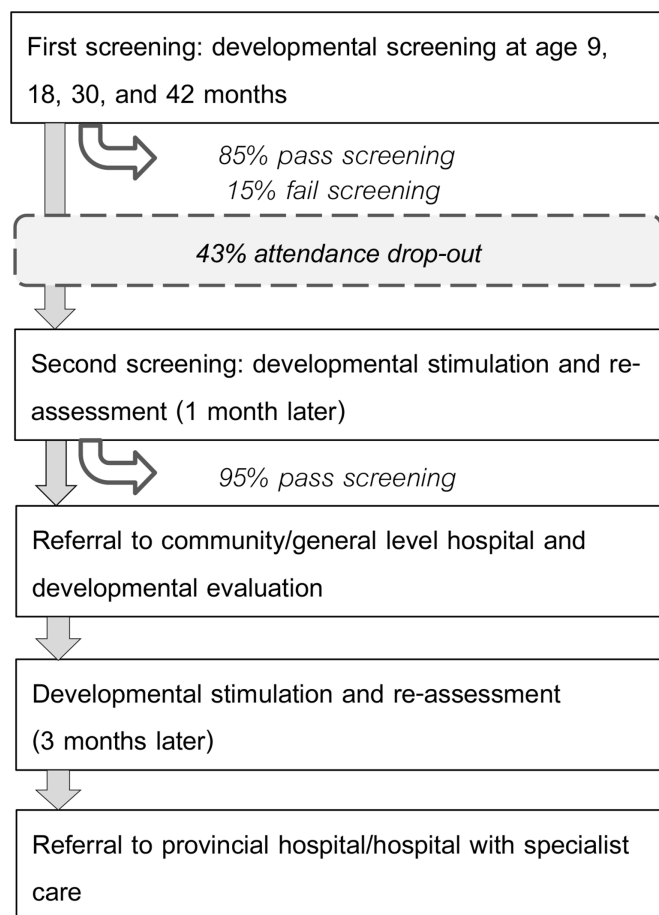 First screening: developmental screening at age 9,
18, 30, and 42 months
85% pass screening
15% fail screening
43% attendance drop-out
Second screening: developmental stimulation and re-
assessment (1 month later)
95% pass screening
Referral to community/general level hospital and
developmental evaluation
Developmental stimulation and re-assessment
(3 months later)
Referral to provincial hospital/hospital with specialist
care